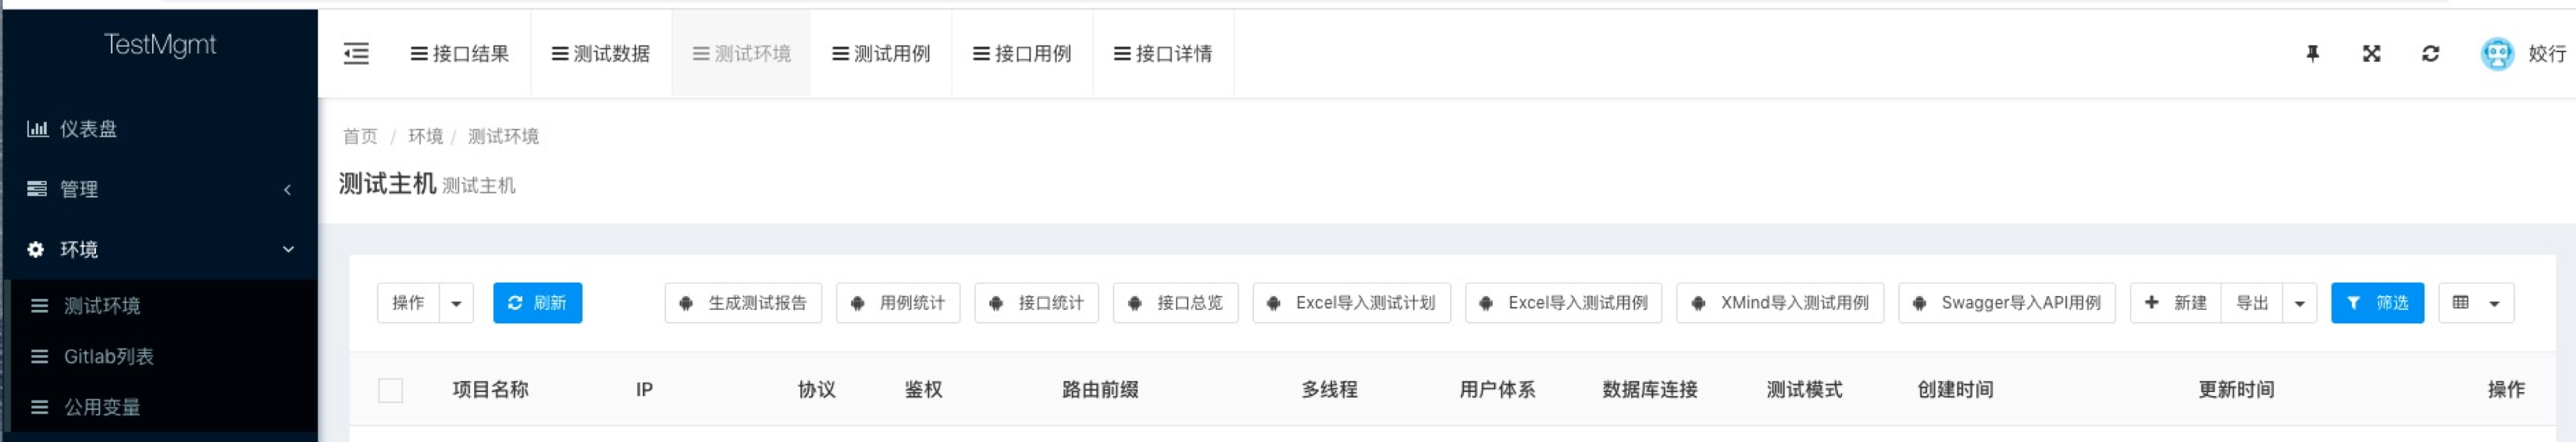 TestMgmt
接口结果 测试数据 测试环境 测试用例 接口用例 接口详情 姣行
仪表盘
管理
环境
测试环境
Gitlab列表
公用变量
首页 / 环境 / 测试环境
测试主机 测试主机
操作 刷新 生成测试报告 用例统计 接口统计 接口总览 Excel导入测试计划 Excel导入测试用例 XMind导入测试用例 Swagger导入API用例 新建 导出 筛选
项目名称 IP 协议 鉴权 路由前缀 多线程 用户体系 数据库连接 测试模式 创建时间 更新时间 操作